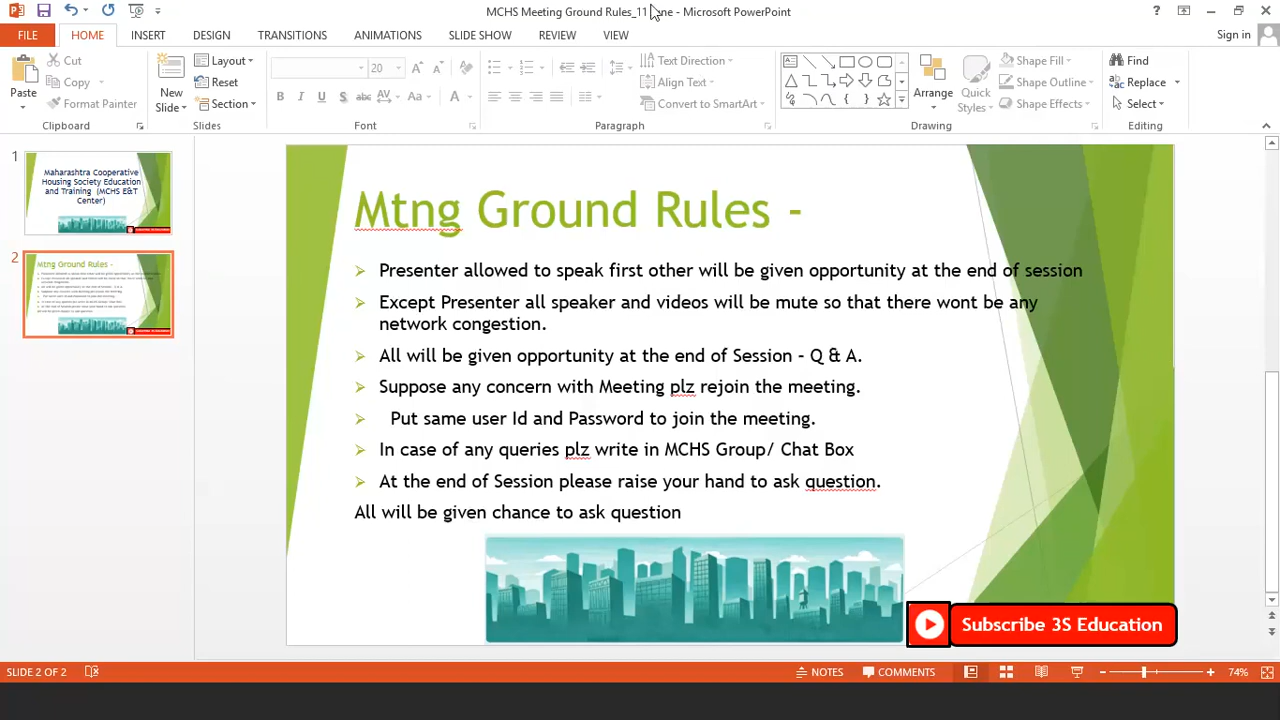 MCHS Meeting Ground Rules_11 ne - Microsoft PowerPoint
Sign in
FILE HOME INSERT DESIGN TRANSITIONS ANIMATIONS SLIDE SHOW REVIEW VIEW
Paste
Cut
Copy
Format Painter
Clipboard
New
Slide
Layout
Reset
Section
Slides
20
B I U S abc AV Aa A
Font
Text Direction
Align Text
Convert to SmartArt
Paragraph
Arrange
Quick
Styles
Shape Fill
Shape Outline
Shape Effects
Drawing
Find
Replace
Select
Editing
1
Maharashtra Cooperative
Housing Society Education
and Training (MCHS E&T
Center)
2
Mtng Ground Rules -
Mtng Ground Rules -
Presenter allowed to speak first other will be given opportunity at the end of session
Except Presenter all speaker and videos will be mute so that there wont be any
network congestion.
All will be given opportunity at the end of Session – Q & A.
Suppose any concern with Meeting plz rejoin the meeting.
Put same user Id and Password to join the meeting.
In case of any queries plz write in MCHS Group/ Chat Box
At the end of Session please raise your hand to ask question.
All will be given chance to ask question
Subscribe 3S Education
SLIDE 2 OF 2
NOTES
COMMENTS
74%